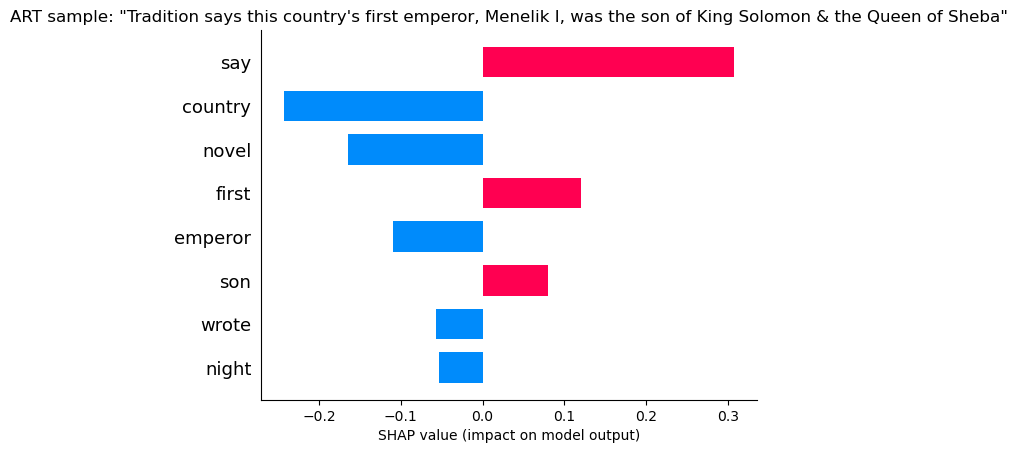 ART sample: "Tradition says this country's first emperor, Menelik I, was the son of King Solomon & the Queen of Sheba"
say
country
novel
first
emperor
son
wrote
night
−0.2 −0.1 0.0 0.1 0.2 0.3
SHAP value (impact on model output)